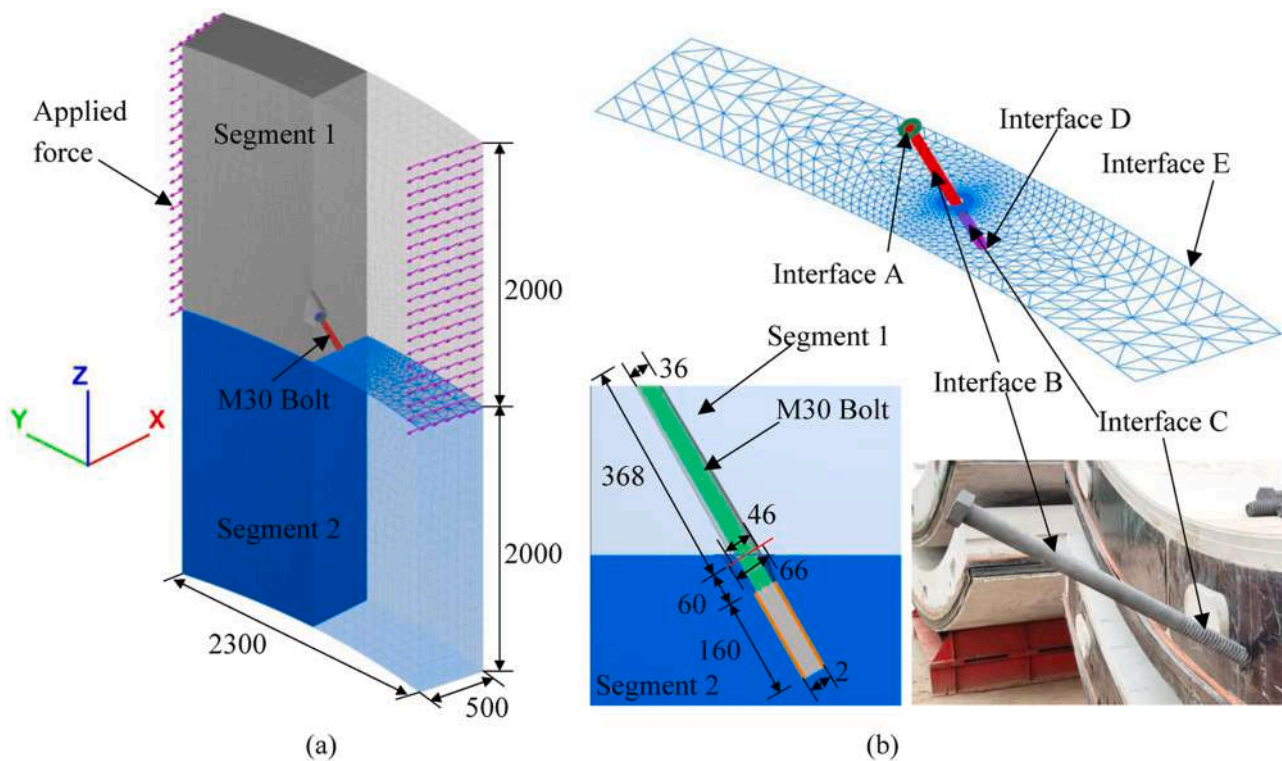 Applied
force
Segment 1
2000
M30 Bolt
Z
Y
X
Segment 2
2000
2300
500
(a)
Interface D
Interface E
Interface A
Segment 1
36
M30 Bolt
Interface B
368
Interface C
46
66
60
160
2
Segment 2
(b)